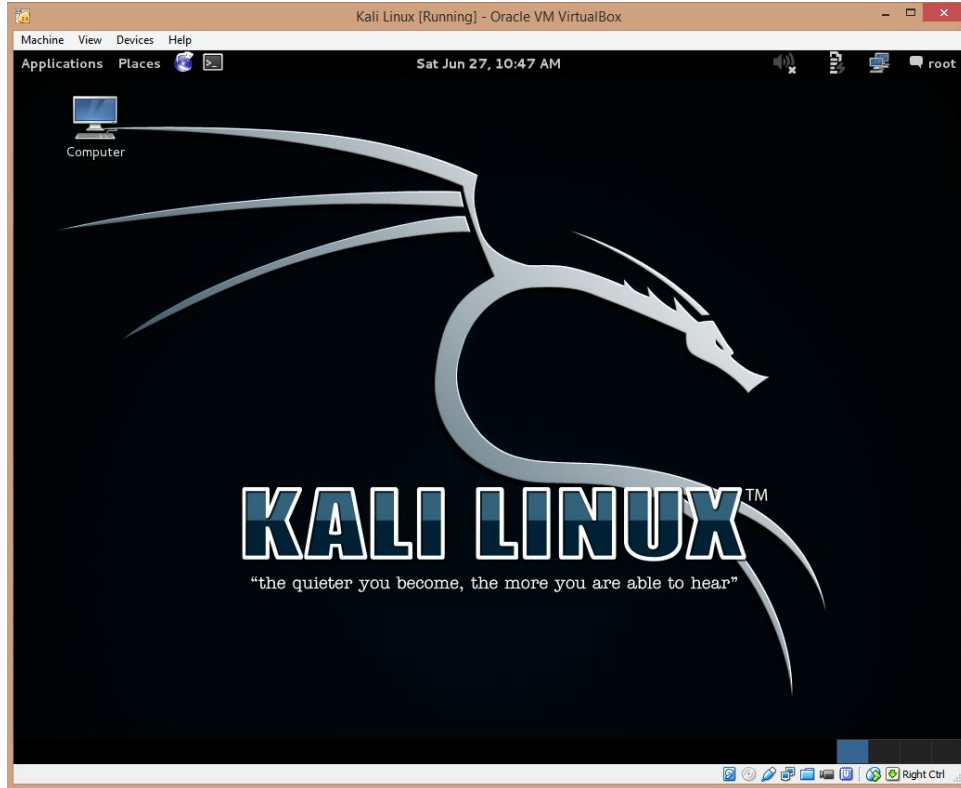 Kali Linux [Running] - Oracle VM VirtualBox
Machine View Devices Help
Applications Places Sat Jun 27, 10:47 AM root
Computer
KALI LINUX™
“the quieter you become, the more you are able to hear”
Right Ctrl